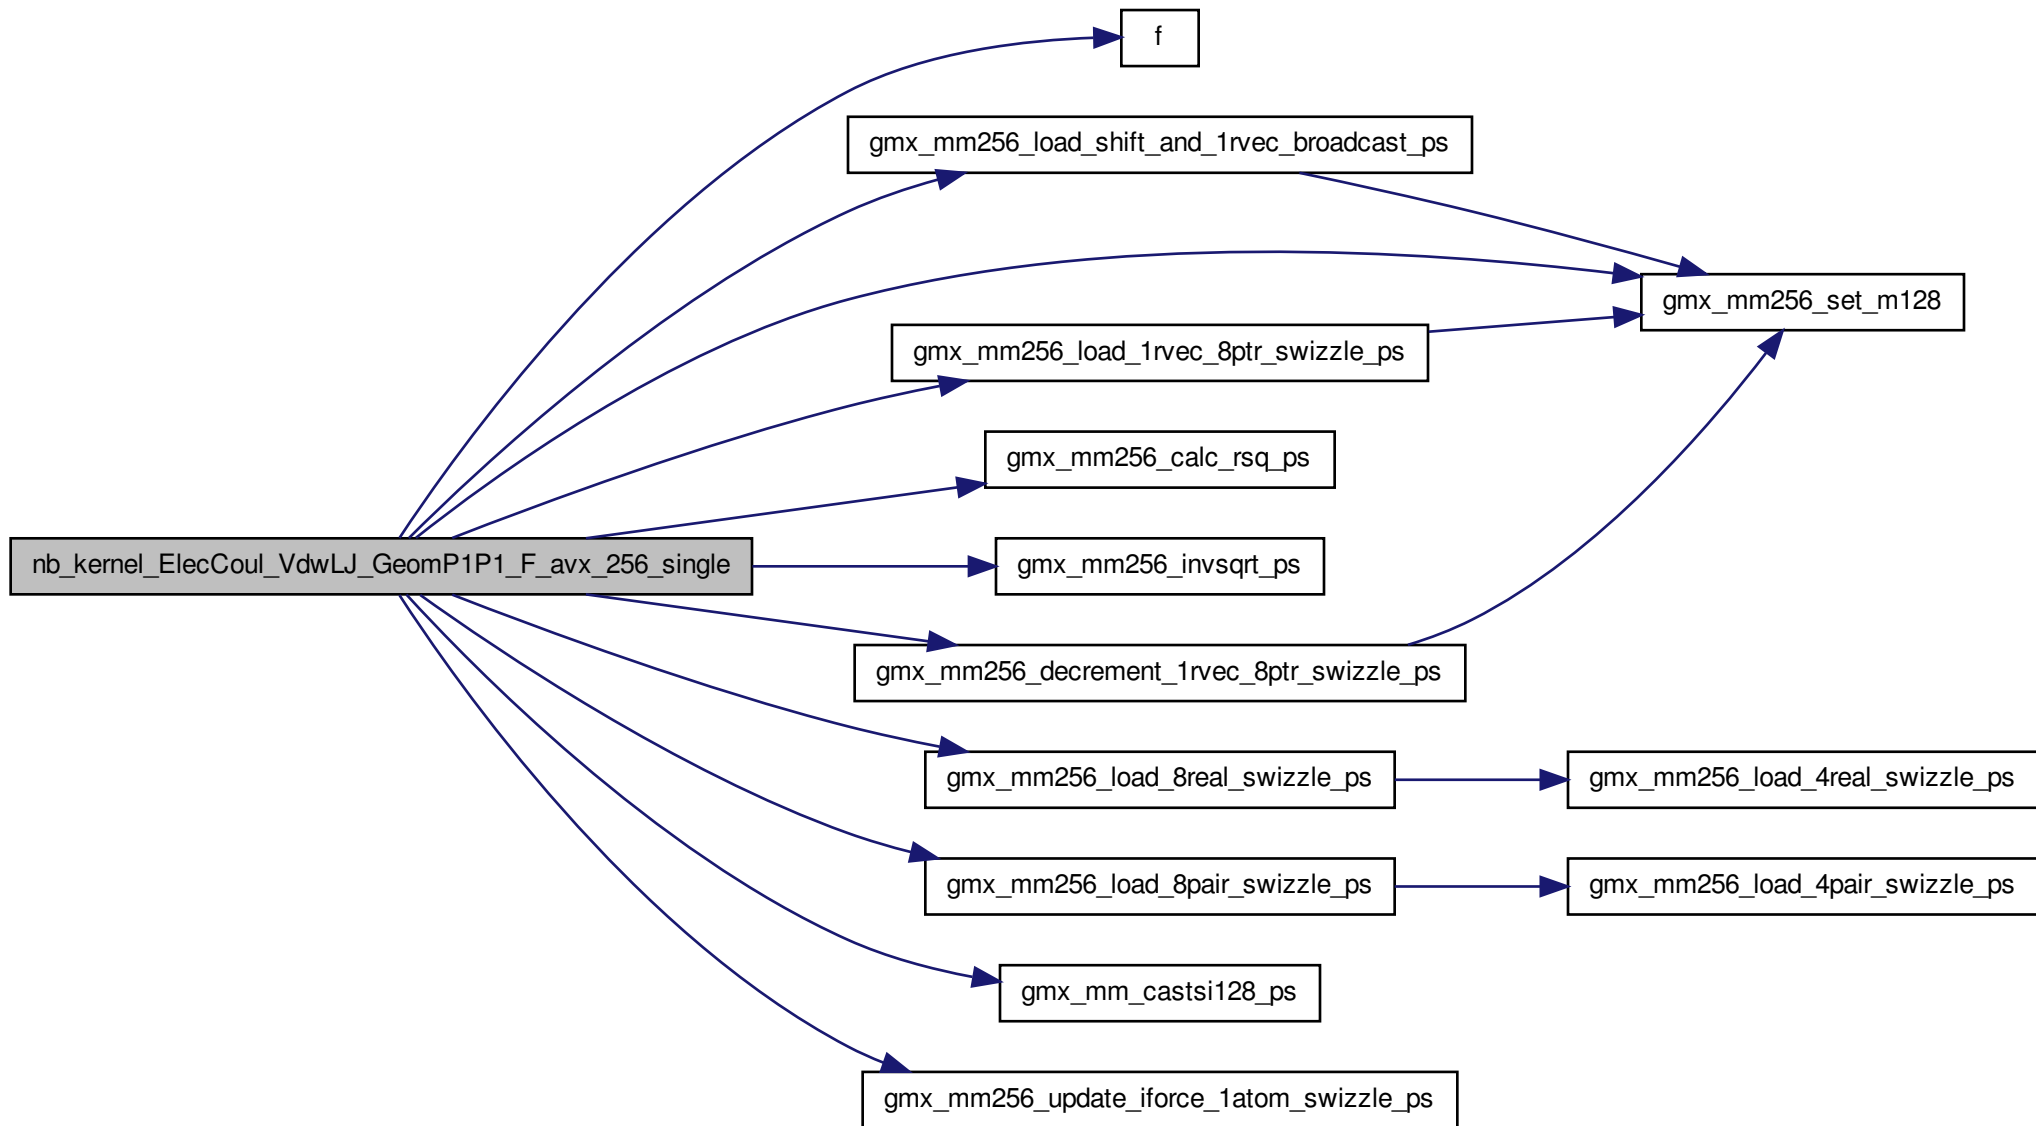 f
gmx_mm256_load_shift_and_1rvec_broadcast_ps
gmx_mm256_set_m128
gmx_mm256_load_1rvec_8ptr_swizzle_ps
gmx_mm256_calc_rsq_ps
nb_kernel_ElecCoul_VdwLJ_GeomP1P1_F_avx_256_single
gmx_mm256_invsqrt_ps
gmx_mm256_decrement_1rvec_8ptr_swizzle_ps
gmx_mm256_load_8real_swizzle_ps
gmx_mm256_load_4real_swizzle_ps
gmx_mm256_load_8pair_swizzle_ps
gmx_mm256_load_4pair_swizzle_ps
gmx_mm_castsi128_ps
gmx_mm256_update_iforce_1atom_swizzle_ps